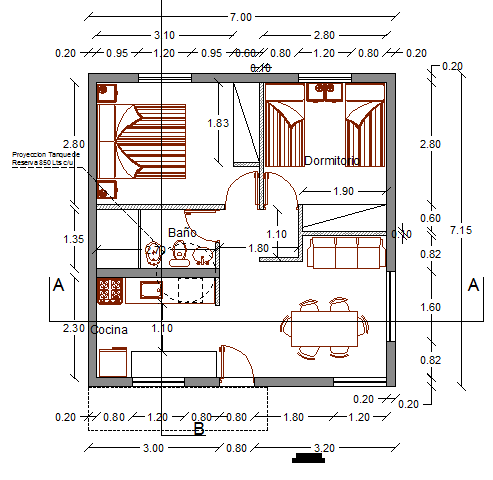 7.00
3.10 2.80
0.20 0.95 1.20 0.95 0.60 0.80 1.20 0.80 0.20
0.10 0.20
1.83
2.80 2.80
Proyeccion Tanque de
Reserva 850 Lts c/u
Dormitorio
1.90
0.60
Baño 0.10 7.15
1.35 1.10 1.80 0.82
A A
1.60
Cocina 1.10
2.30
0.82
0.20
0.20
0.20 0.80 1.20 0.80 0.80 1.80 1.20
B
3.00 0.80 3.20